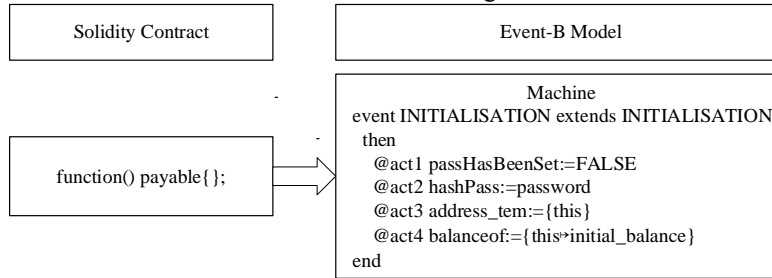 Solidity Contract
Event-B Model
function() payable{};
Machine
event INITIALISATION extends INITIALISATION
then
@act1 passHasBeenSet:=FALSE
@act2 hashPass:=password
@act3 address_tem:={this}
@act4 balanceof:={this↦initial_balance}
end